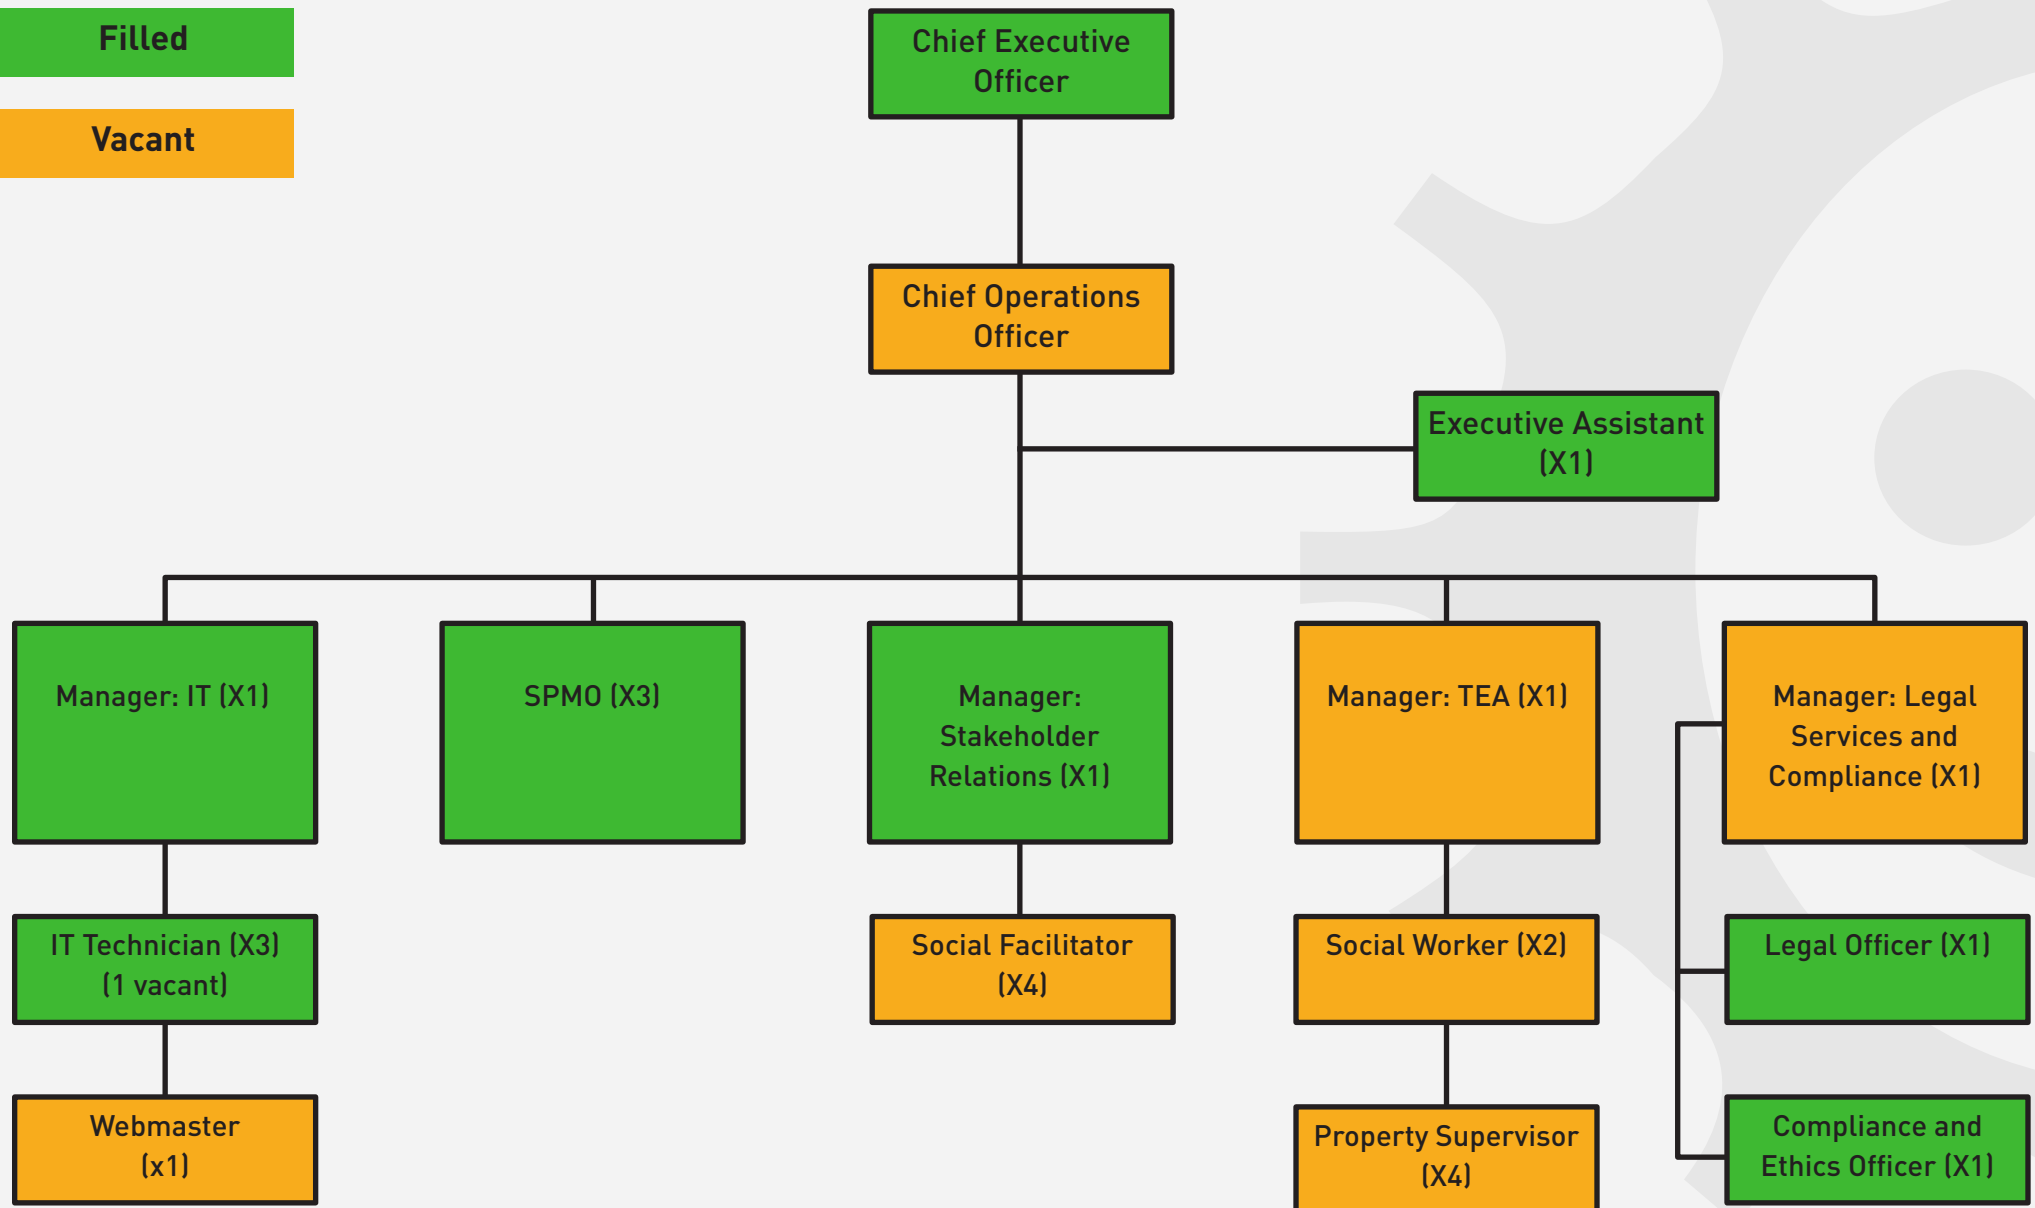 Filled
Vacant
Chief Executive
Officer
Chief Operations
Officer
Executive Assistant
(X1)
Manager: IT (X1)
SPMO (X3)
Manager:
Stakeholder
Relations (X1)
Manager: TEA (X1)
Manager: Legal
Services and
Compliance (X1)
IT Technician (X3)
(1 vacant)
Social Facilitator
(X4)
Social Worker (X2)
Legal Officer (X1)
Webmaster
(x1)
Property Supervisor
(X4)
Compliance and
Ethics Officer (X1)